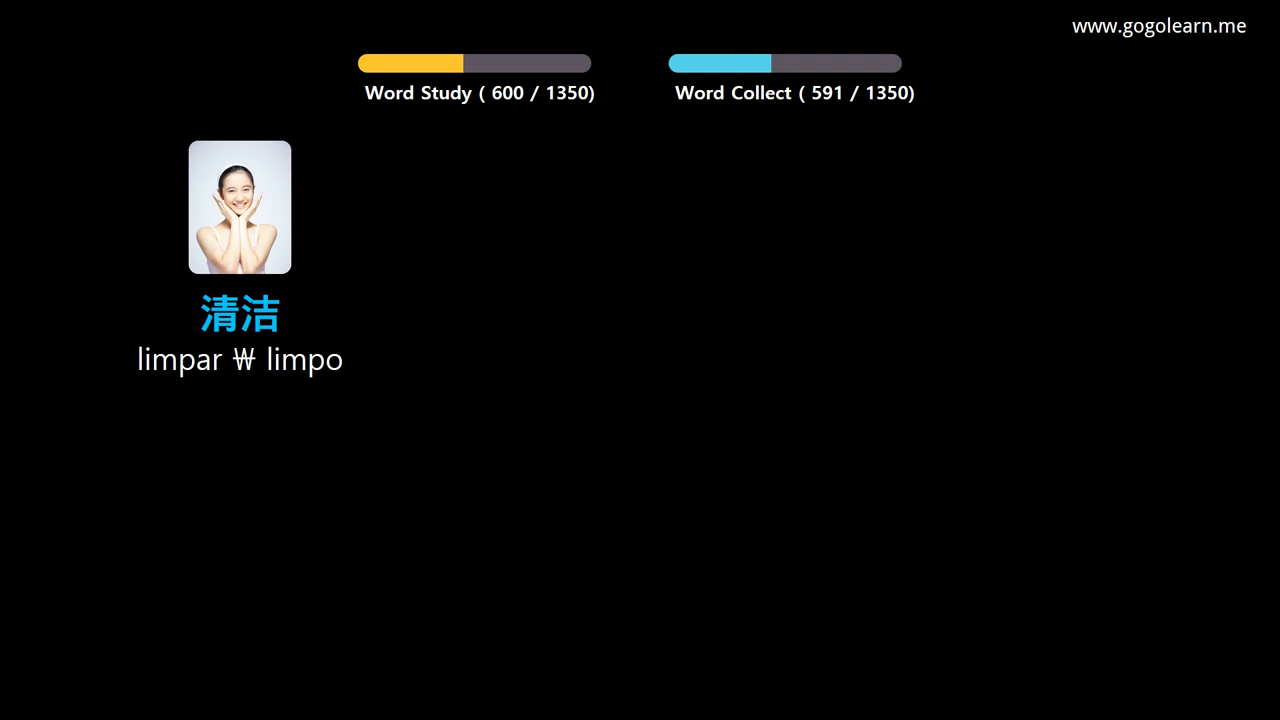 www.gogolearn.me
Word Study ( 600 / 1350)
Word Collect ( 591 / 1350)
清洁
limpar ₩ limpo